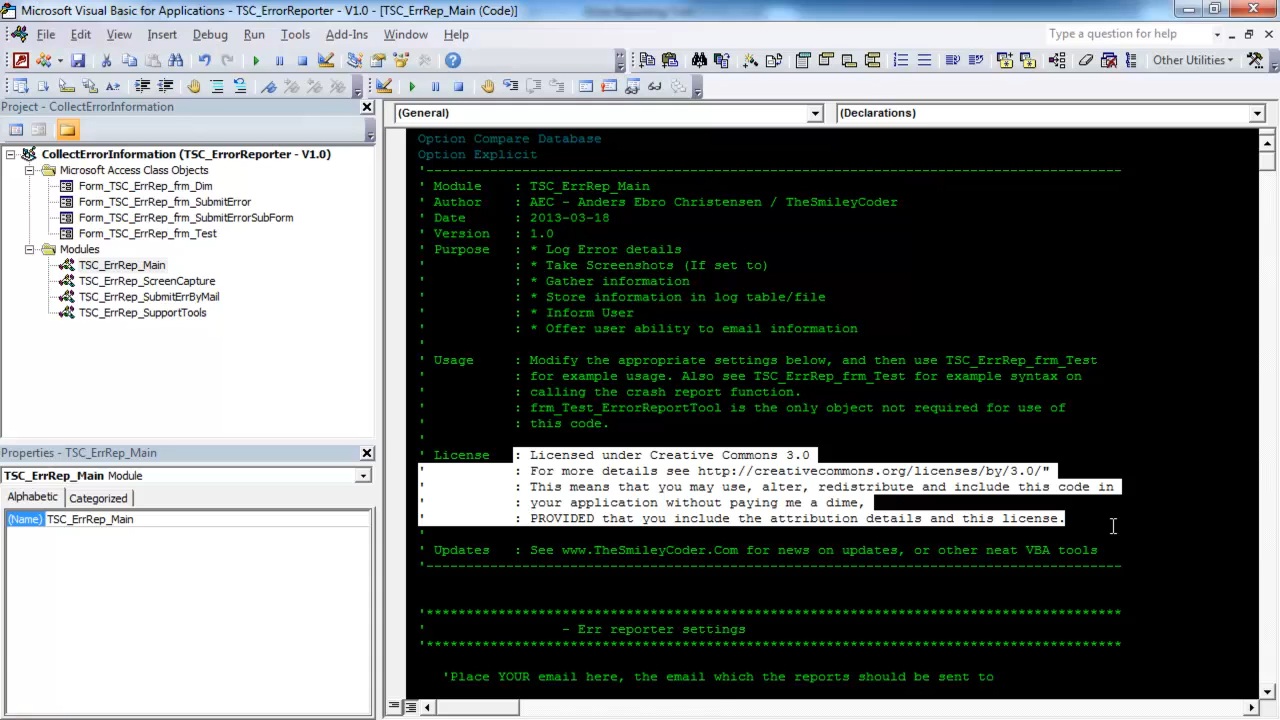 Microsoft Visual Basic for Applications - TSC_ErrorReporter - V1.0 - [TSC_ErrRep_Main (Code)]
File Edit View Insert Debug Run Tools Add-Ins Window Help
Type a question for help
Other Utilities
Project - CollectErrorInformation
CollectErrorInformation (TSC_ErrorReporter - V1.0)
Microsoft Access Class Objects
Form_TSC_ErrRep_frm_Dim
Form_TSC_ErrRep_frm_SubmitError
Form_TSC_ErrRep_frm_SubmitErrorSubForm
Form_TSC_ErrRep_frm_Test
Modules
TSC_ErrRep_Main
TSC_ErrRep_ScreenCapture
TSC_ErrRep_SubmitErrByMail
TSC_ErrRep_SupportTools
Properties - TSC_ErrRep_Main
TSC_ErrRep_Main Module
Alphabetic Categorized
(Name) TSC_ErrRep_Main
(General) (Declarations)
Option Compare Database
Option Explicit
'---------------------------------------------------------------------------------------
' Module : TSC_ErrRep_Main
' Author : AEC - Anders Ebro Christensen / TheSmileyCoder
' Date : 2013-03-18
' Version : 1.0
' Purpose : * Log Error details
' : * Take Screenshots (If set to)
' : * Gather information
' : * Store information in log table/file
' : * Inform User
' : * Offer user ability to email information
'
' Usage : Modify the appropriate settings below, and then use TSC_ErrRep_frm_Test
' : for example usage. Also see TSC_ErrRep_frm_Test for example syntax on
' : calling the crash report function.
' : frm_Test_ErrorReportTool is the only object not required for use of
' : this code.
'
' License : Licensed under Creative Commons 3.0
' : For more details see http://creativecommons.org/licenses/by/3.0/"
' : This means that you may use, alter, redistribute and include this code in
' : your application without paying me a dime,
' : PROVIDED that you include the attribution details and this license.
'
' Updates : See www.TheSmileyCoder.Com for news on updates, or other neat VBA tools
'---------------------------------------------------------------------------------------
'***************************************************************************************
' - Err reporter settings
'***************************************************************************************
'Place YOUR email here, the email which the reports should be sent to